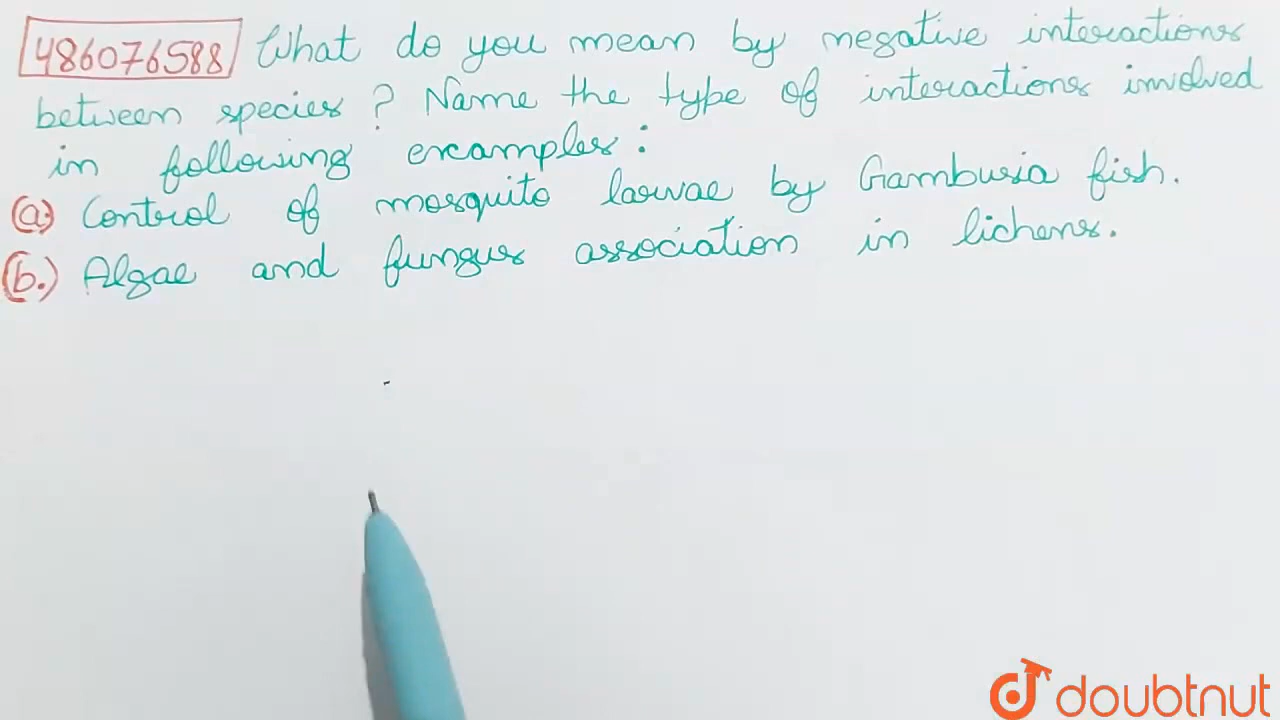 486076588 What do you mean by negative interactions
between species? Name the type of interactions involved
in following examples:
(a.) Control of mosquito larvae by Gambusia fish.
(b.) Algae and fungus association in lichens.
doubtnut